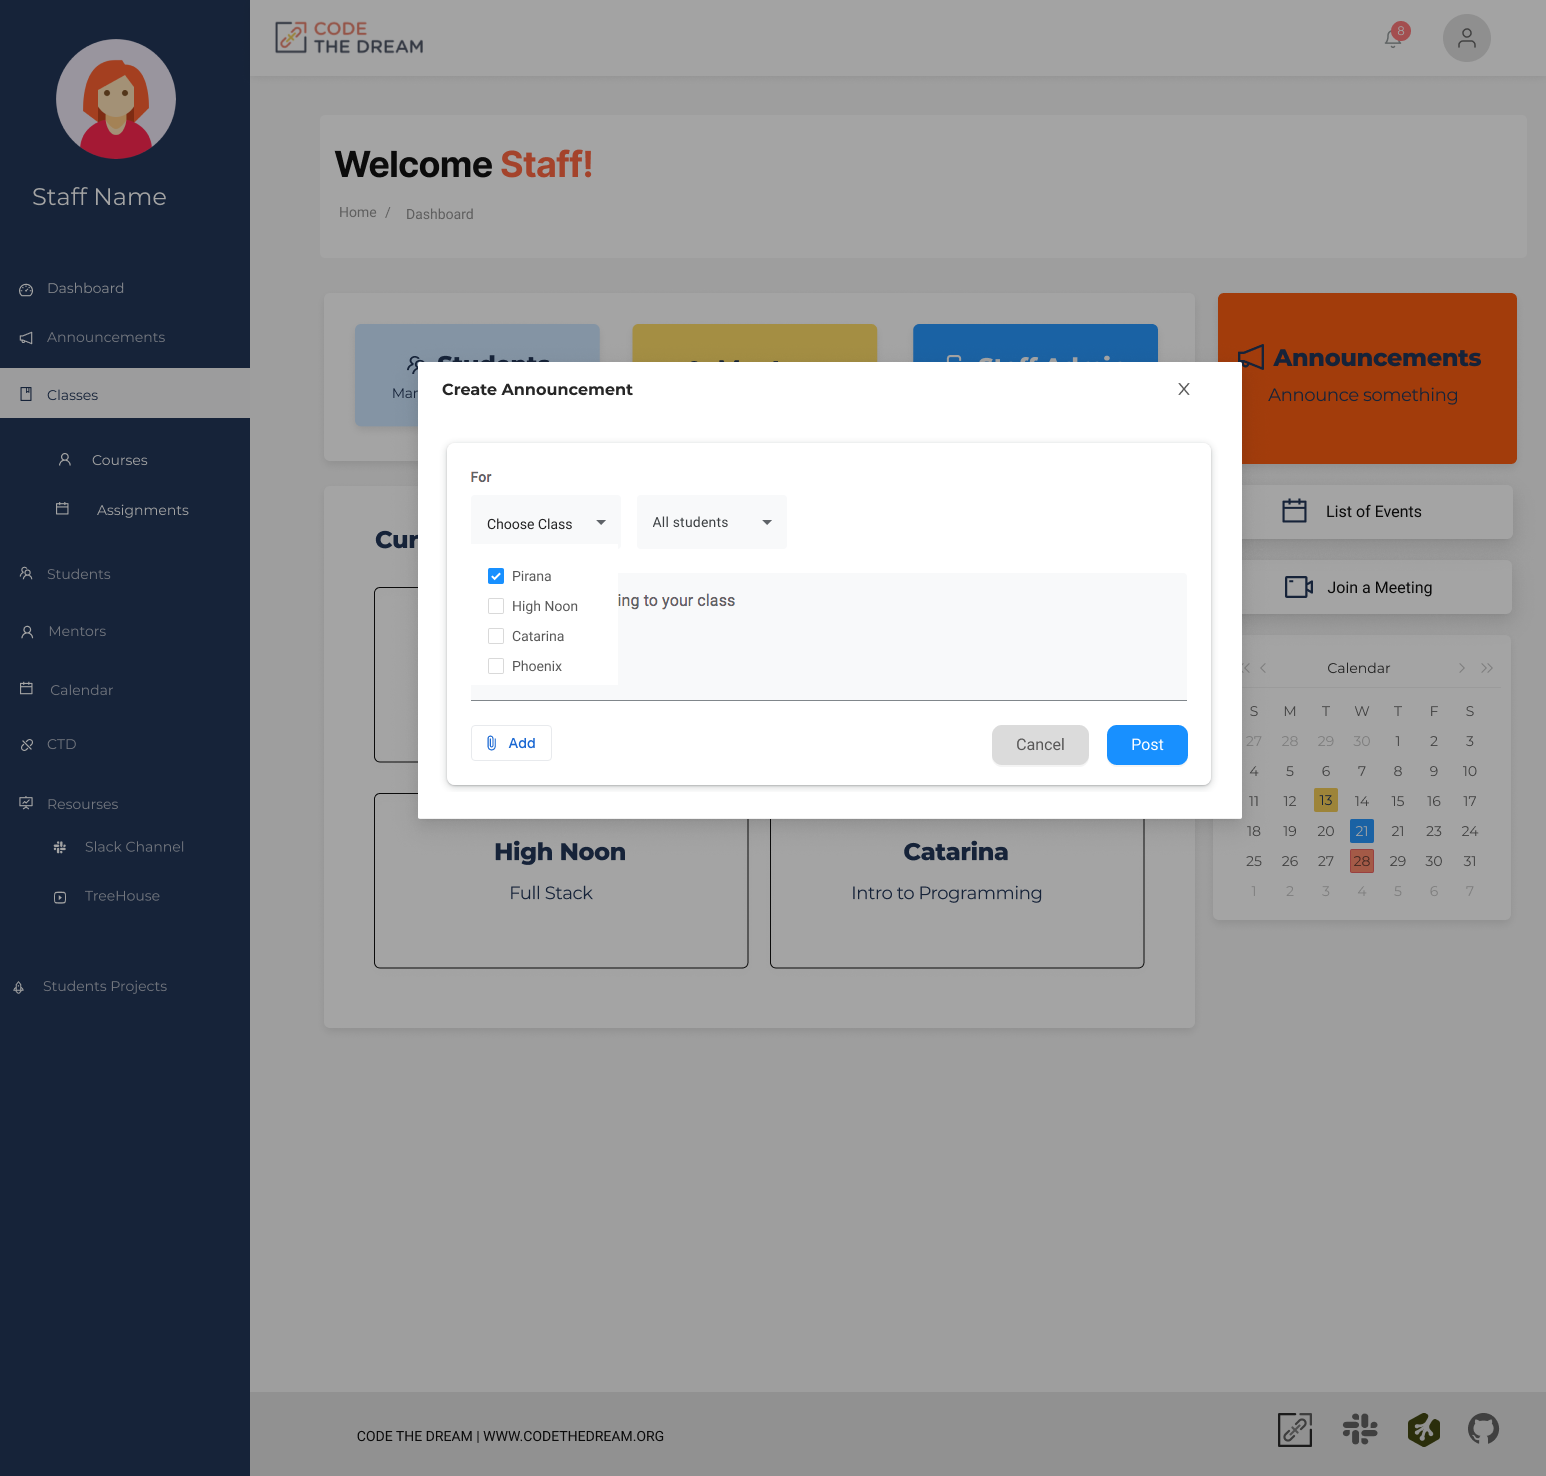 CODE
THE DREAM
8
Staff Name
Welcome Staff!
Home / Dashboard
Dashboard
Announcements
Classes
Courses
Assignments
Students
Mentors
Calendar
CTD
Resourses
Slack Channel
TreeHouse
Students Projects
Students
Staff Admin
Announcements
Announce something
Create Announcement
X
For
Choose Class
All students
Pirana
High Noon
Catarina
Phoenix
ing to your class
Add
Cancel
Post
List of Events
Join a Meeting
Calendar
S M T W T F S
27 28 29 30 1 2 3
4 5 6 7 8 9 10
11 12 13 14 15 16 17
18 19 20 21 21 23 24
25 26 27 28 29 30 31
1 2 3 4 5 6 7
High Noon
Full Stack
Catarina
Intro to Programming
CODE THE DREAM | WWW.CODETHEDREAM.ORG